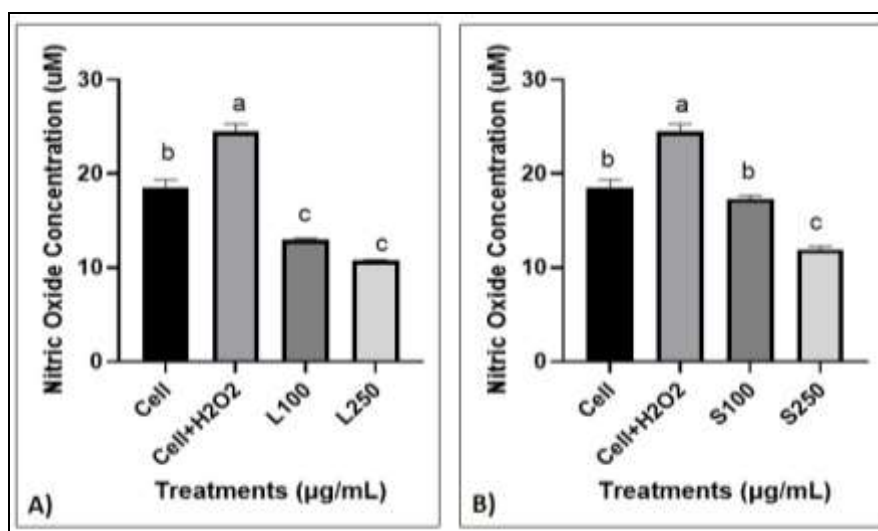 Nitric Oxide Concentration (uM)
30
20
10
0
b
a
c
c
Cell
Cell+H2O2
L100
L250
Treatments (µg/mL)
A)
Nitric Oxide Concentration (uM)
30
20
10
0
b
a
b
c
Cell
Cell+H2O2
S100
S250
Treatments (µg/mL)
B)